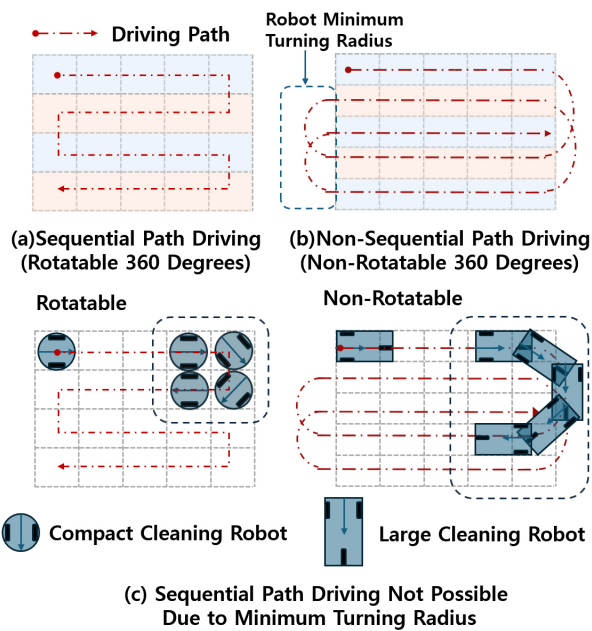 Driving Path
Robot Minimum
Turning Radius
(a)Sequential Path Driving
(Rotatable 360 Degrees)
(b)Non-Sequential Path Driving
(Non-Rotatable 360 Degrees)
Rotatable
Non-Rotatable
Compact Cleaning Robot
Large Cleaning Robot
(c) Sequential Path Driving Not Possible
Due to Minimum Turning Radius